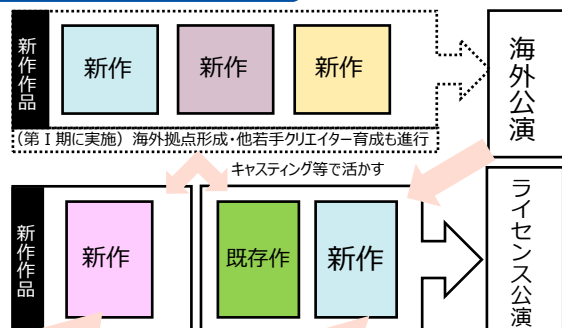 新作作品
新作
新作
新作
海外公演
(第Ⅰ期に実施) 海外拠点形成・他若手クリエイター育成も進行
キャスティング等で活かす
新作作品
新作
既存作
新作
ライセンス公演